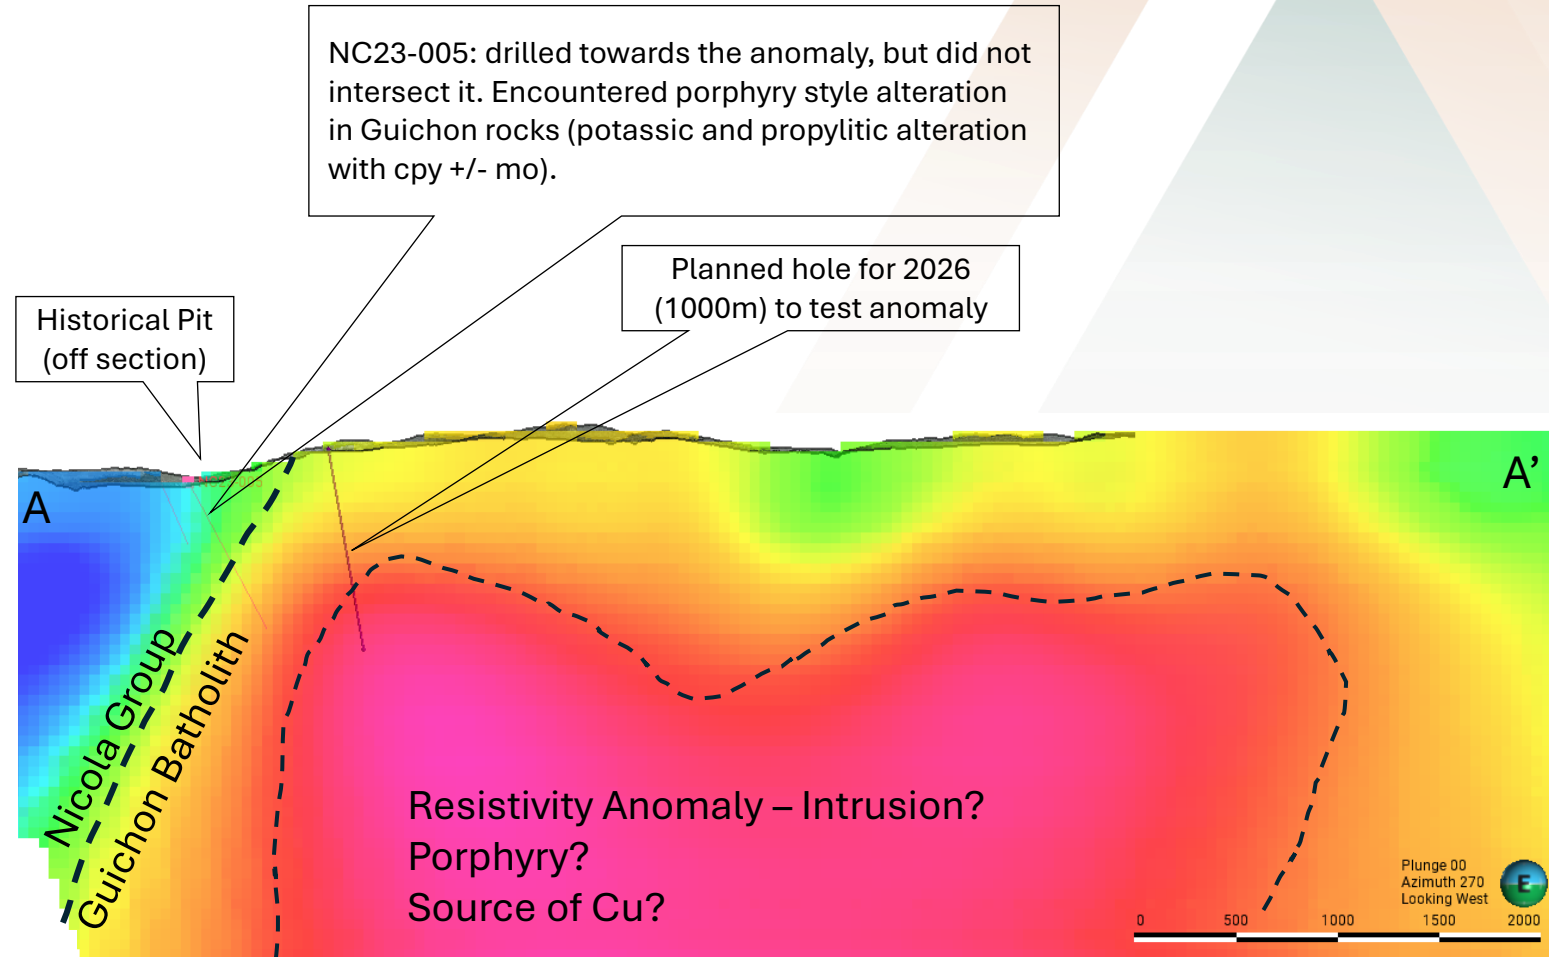 NC23-005: drilled towards the anomaly, but did not
intersect it. Encountered porphyry style alteration
in Guichon rocks (potassic and propylitic alteration
with cpy +/- mo).
Planned hole for 2026
(1000m) to test anomaly
Historical Pit
(off section)
A
A’
Nicola Group
Guichon Batholith
Resistivity Anomaly – Intrusion?
Porphyry?
Source of Cu?
Plunge 00
Azimuth 270
Looking West
E
0 500 1000 1500 2000